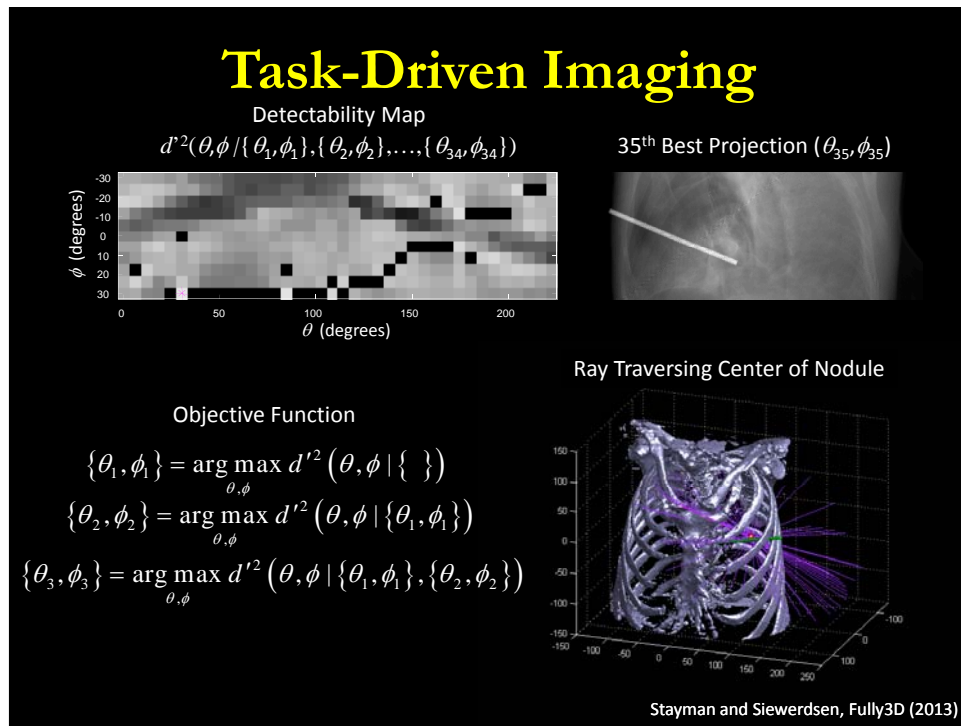 Task-Driven Imaging
Detectability Map
d'²(θ,ϕ|{θ₁,ϕ₁},{θ₂,ϕ₂},…,{θ₃₄,ϕ₃₄})
-30
-20
-10
0
10
20
30
ϕ (degrees)
0 50 100 150 200
θ (degrees)
35th Best Projection (θ₃₅,ϕ₃₅)
Objective Function
{θ₁,ϕ₁} = arg max d′²(θ,ϕ | { })
θ,ϕ
{θ₂,ϕ₂} = arg max d′²(θ,ϕ | {θ₁,ϕ₁})
θ,ϕ
{θ₃,ϕ₃} = arg max d′²(θ,ϕ | {θ₁,ϕ₁},{θ₂,ϕ₂})
θ,ϕ
Ray Traversing Center of Nodule
150
100
50
0
-50
-100
-150
-150 -100 -50 0 50 100 150 200 250
-100
0
100
Stayman and Siewerdsen, Fully3D (2013)